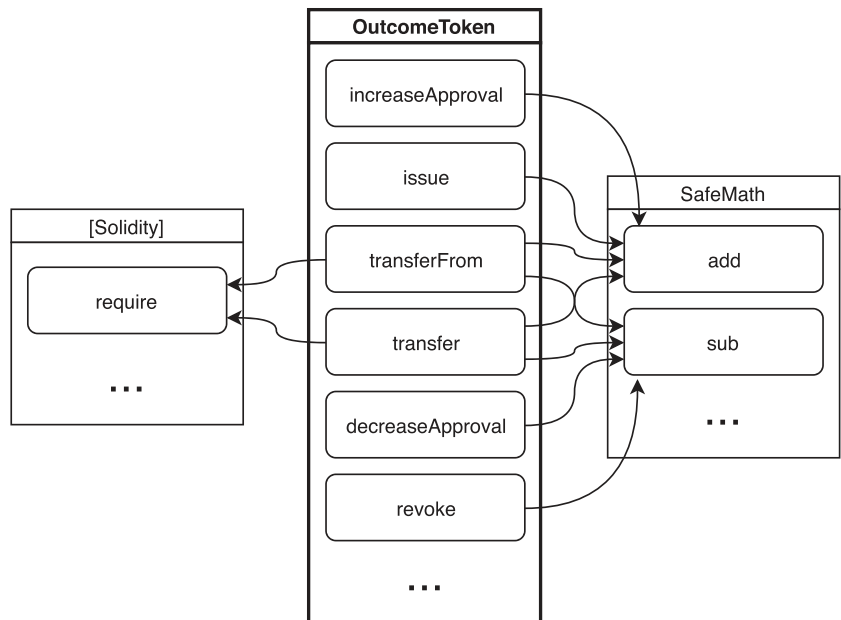 OutcomeToken
increaseApproval
issue
transferFrom
transfer
decreaseApproval
revoke
...
[Solidity]
require
...
SafeMath
add
sub
...